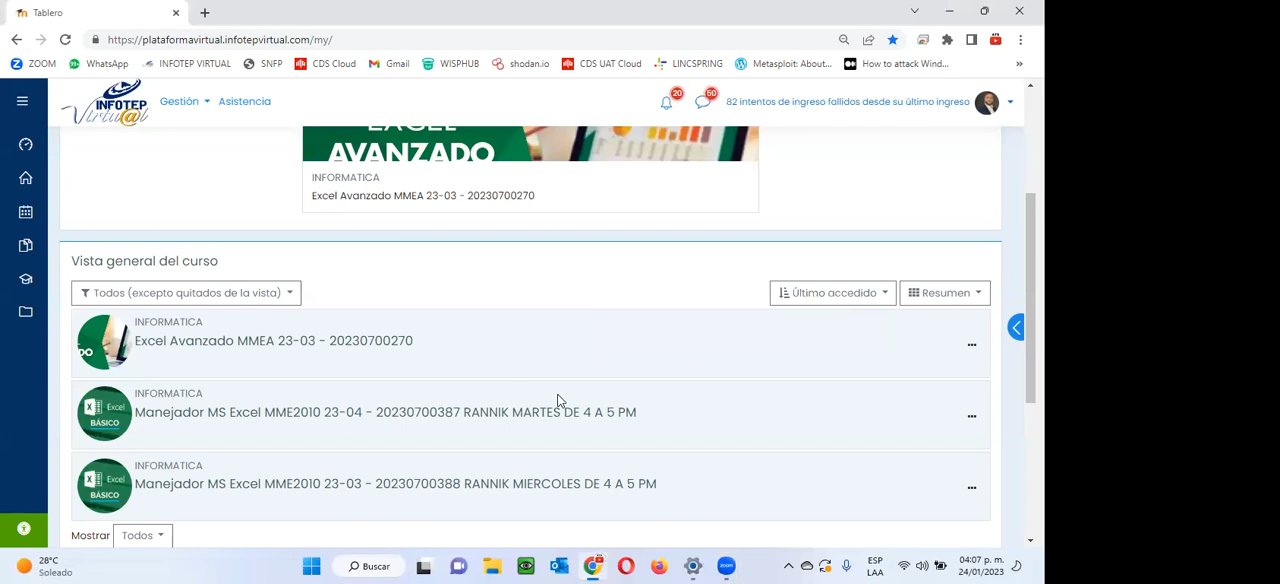 Tablero
https://plataformavirtual.infotepvirtual.com/my/
ZOOM WhatsApp INFOTEP VIRTUAL SNFP CDS Cloud Gmail WISPHUB shodan.io CDS UAT Cloud LINCSPRING Metasploit: About... How to attack Wind... »
INFOTEP Virtu@l Gestión Asistencia 20 50 82 intentos de ingreso fallidos desde su último ingreso
EXCEL
AVANZADO
INFORMATICA
Excel Avanzado MMEA 23-03 - 20230700270
Vista general del curso
Todos (excepto quitados de la vista) Último accedido Resumen
INFORMATICA
Excel Avanzado MMEA 23-03 - 20230700270
DO
INFORMATICA
Manejador MS Excel MME2010 23-04 - 20230700387 RANNIK MARTES DE 4 A 5 PM
Excel
BÁSICO
INFORMATICA
Manejador MS Excel MME2010 23-03 - 20230700388 RANNIK MIERCOLES DE 4 A 5 PM
Excel
BÁSICO
Mostrar Todos
28°C
Soleado
Buscar
zoom
ESP
LAA
04:07 p. m.
24/01/2023